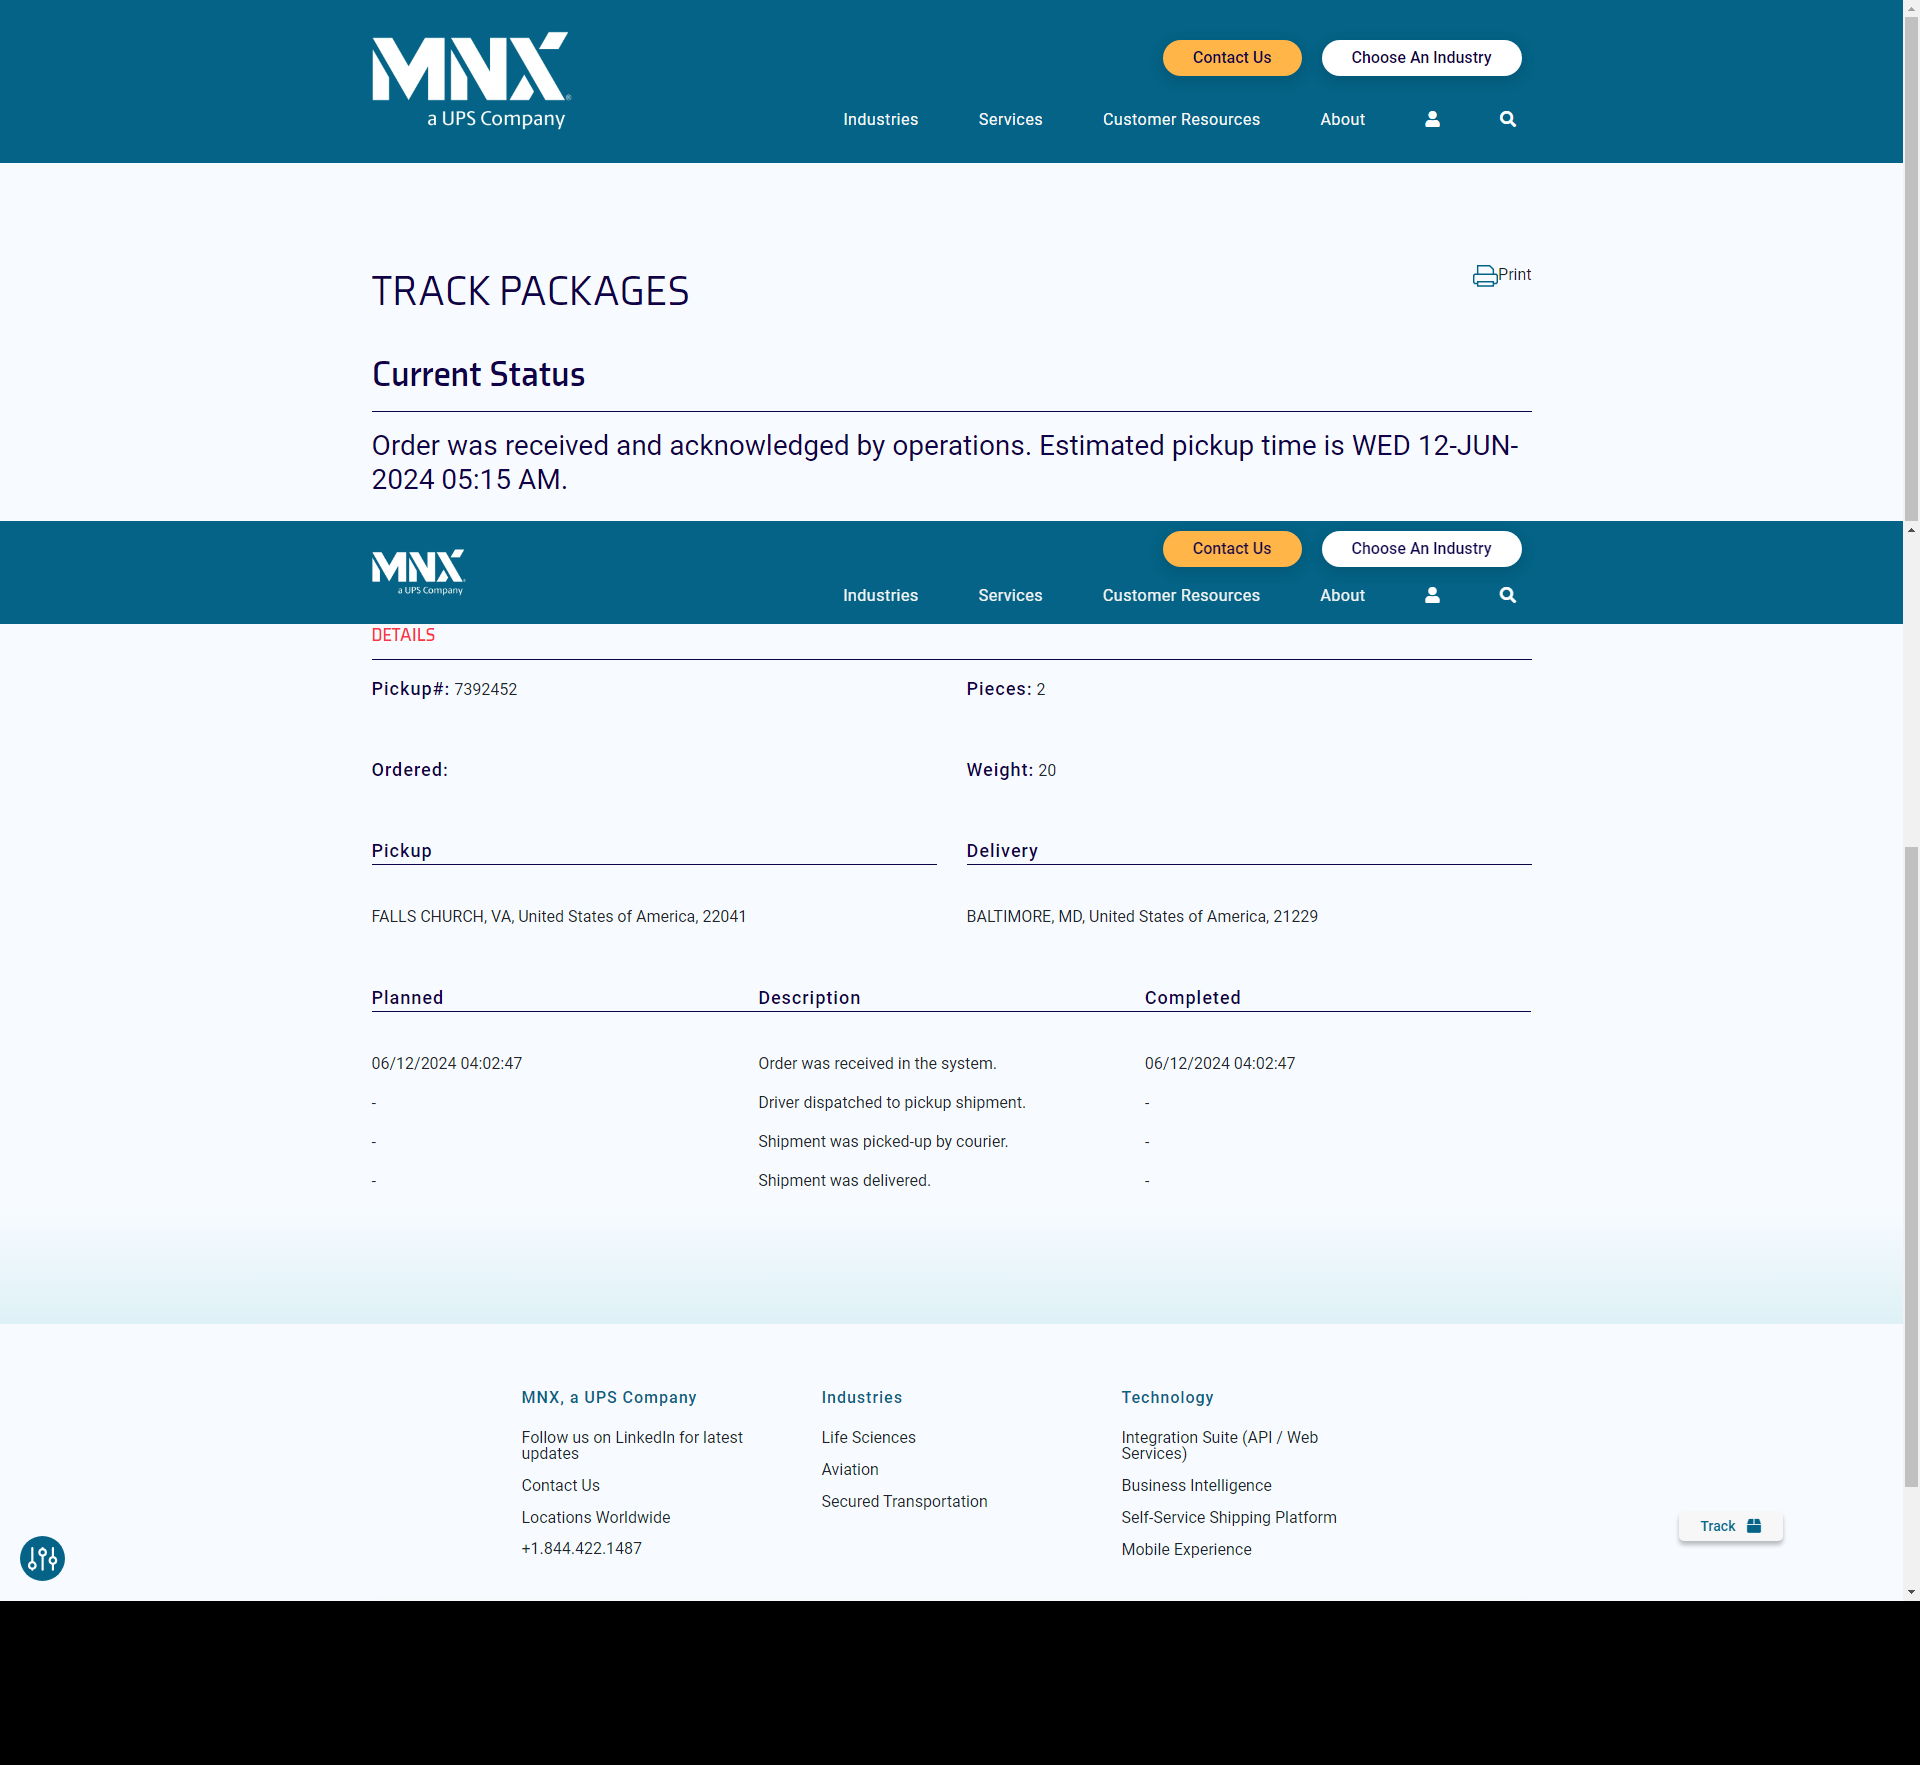 MNX®
a UPS Company
Contact Us
Choose An Industry
Industries
Services
Customer Resources
About
TRACK PACKAGES
Print
Current Status
Order was received and acknowledged by operations. Estimated pickup time is WED 12-JUN-
2024 05:15 AM.
MNX
a UPS Company
Contact Us
Choose An Industry
Industries
Services
Customer Resources
About
DETAILS
Pickup#: 7392452
Pieces: 2
Ordered:
Weight: 20
Pickup
Delivery
FALLS CHURCH, VA, United States of America, 22041
BALTIMORE, MD, United States of America, 21229
Planned
Description
Completed
06/12/2024 04:02:47
Order was received in the system.
06/12/2024 04:02:47
-
Driver dispatched to pickup shipment.
-
-
Shipment was picked-up by courier.
-
-
Shipment was delivered.
-
MNX, a UPS Company
Follow us on LinkedIn for latest
updates
Contact Us
Locations Worldwide
+1.844.422.1487
Industries
Life Sciences
Aviation
Secured Transportation
Technology
Integration Suite (API / Web
Services)
Business Intelligence
Self-Service Shipping Platform
Mobile Experience
Track